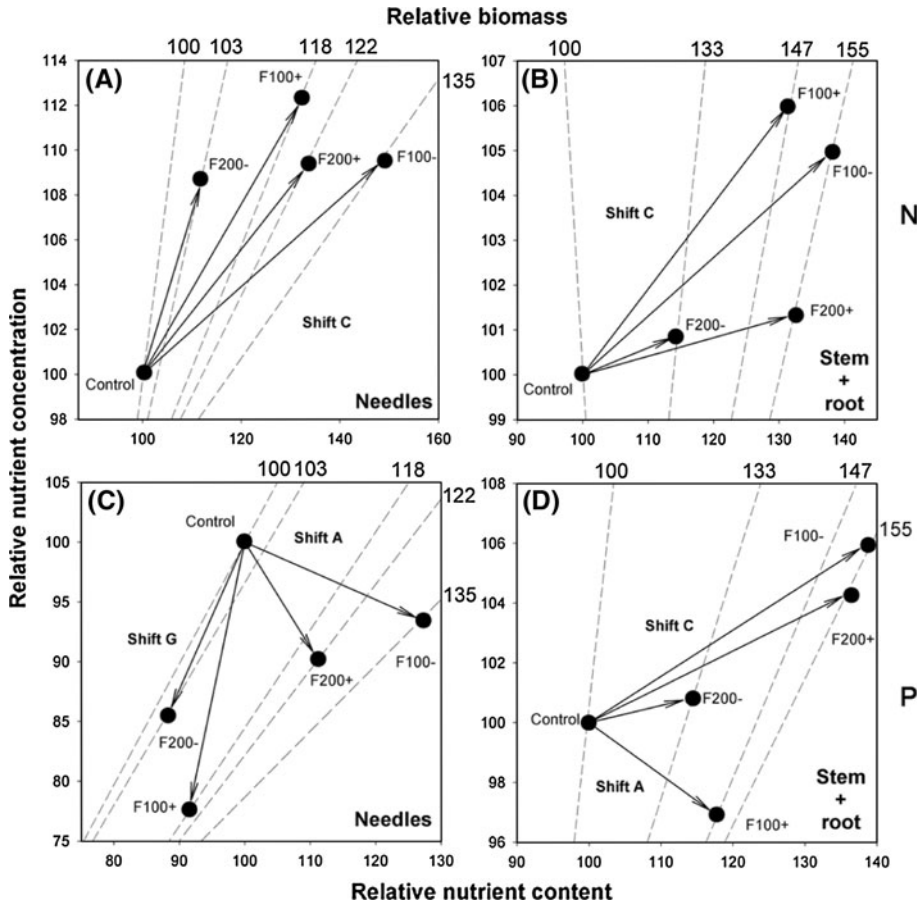 Relative biomass
100 103 118 122
100 133 147 155
Relative nutrient concentration
(A)
114
112
110
108
106
104
102
100
98
F100+
F200-
F200+
F100-
135
Shift C
Control
Needles
100 120 140 160
(B)
107
106
105
104
103
102
101
100
99
F100+
F100-
Shift C
F200-
F200+
Control
Stem
+
root
90 100 110 120 130 140
N
100 103 118
122
135
(C)
105
100
95
90
85
80
75
Control
Shift A
Shift G
F100-
F200+
F200-
F100+
Needles
80 90 100 110 120 130
100 133 147
155
(D)
108
106
104
102
100
98
96
F100-
F200+
Shift C
F200-
Control
Shift A
F100+
Stem
+
root
90 100 110 120 130 140
P
Relative nutrient content